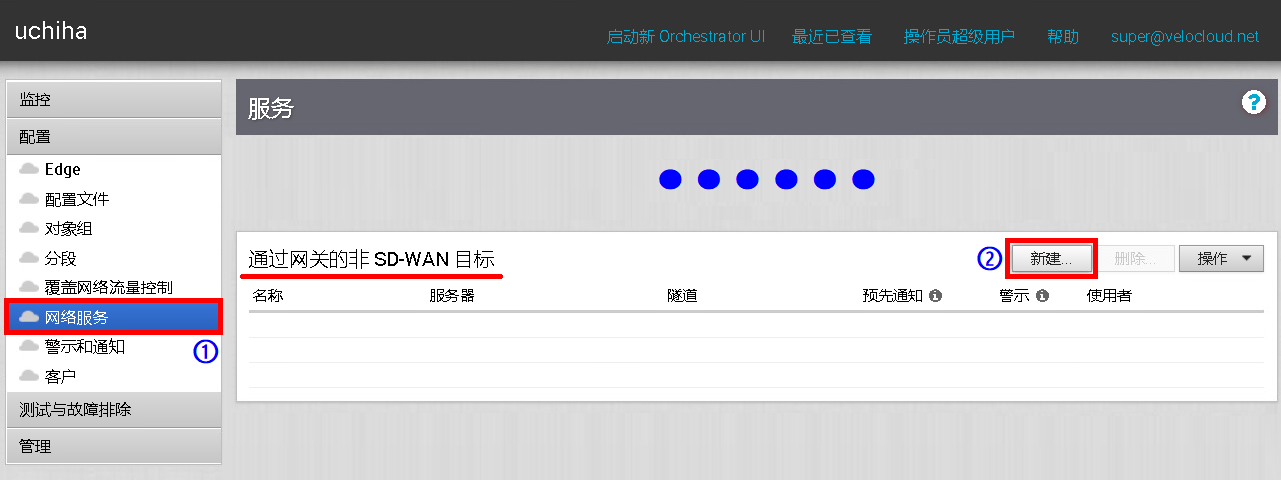 uchiha
启动新 Orchestrator UI 最近已查看 操作员超级用户 帮助 super@velocloud.net
监控
配置
Edge
配置文件
对象组
分段
覆盖网络流量控制
网络服务
①
警示和通知
客户
测试与故障排除
管理
服务
?
通过网关的非 SD-WAN 目标
② 新建... 删除... 操作
名称 服务器 隧道 预先通知 警示 使用者